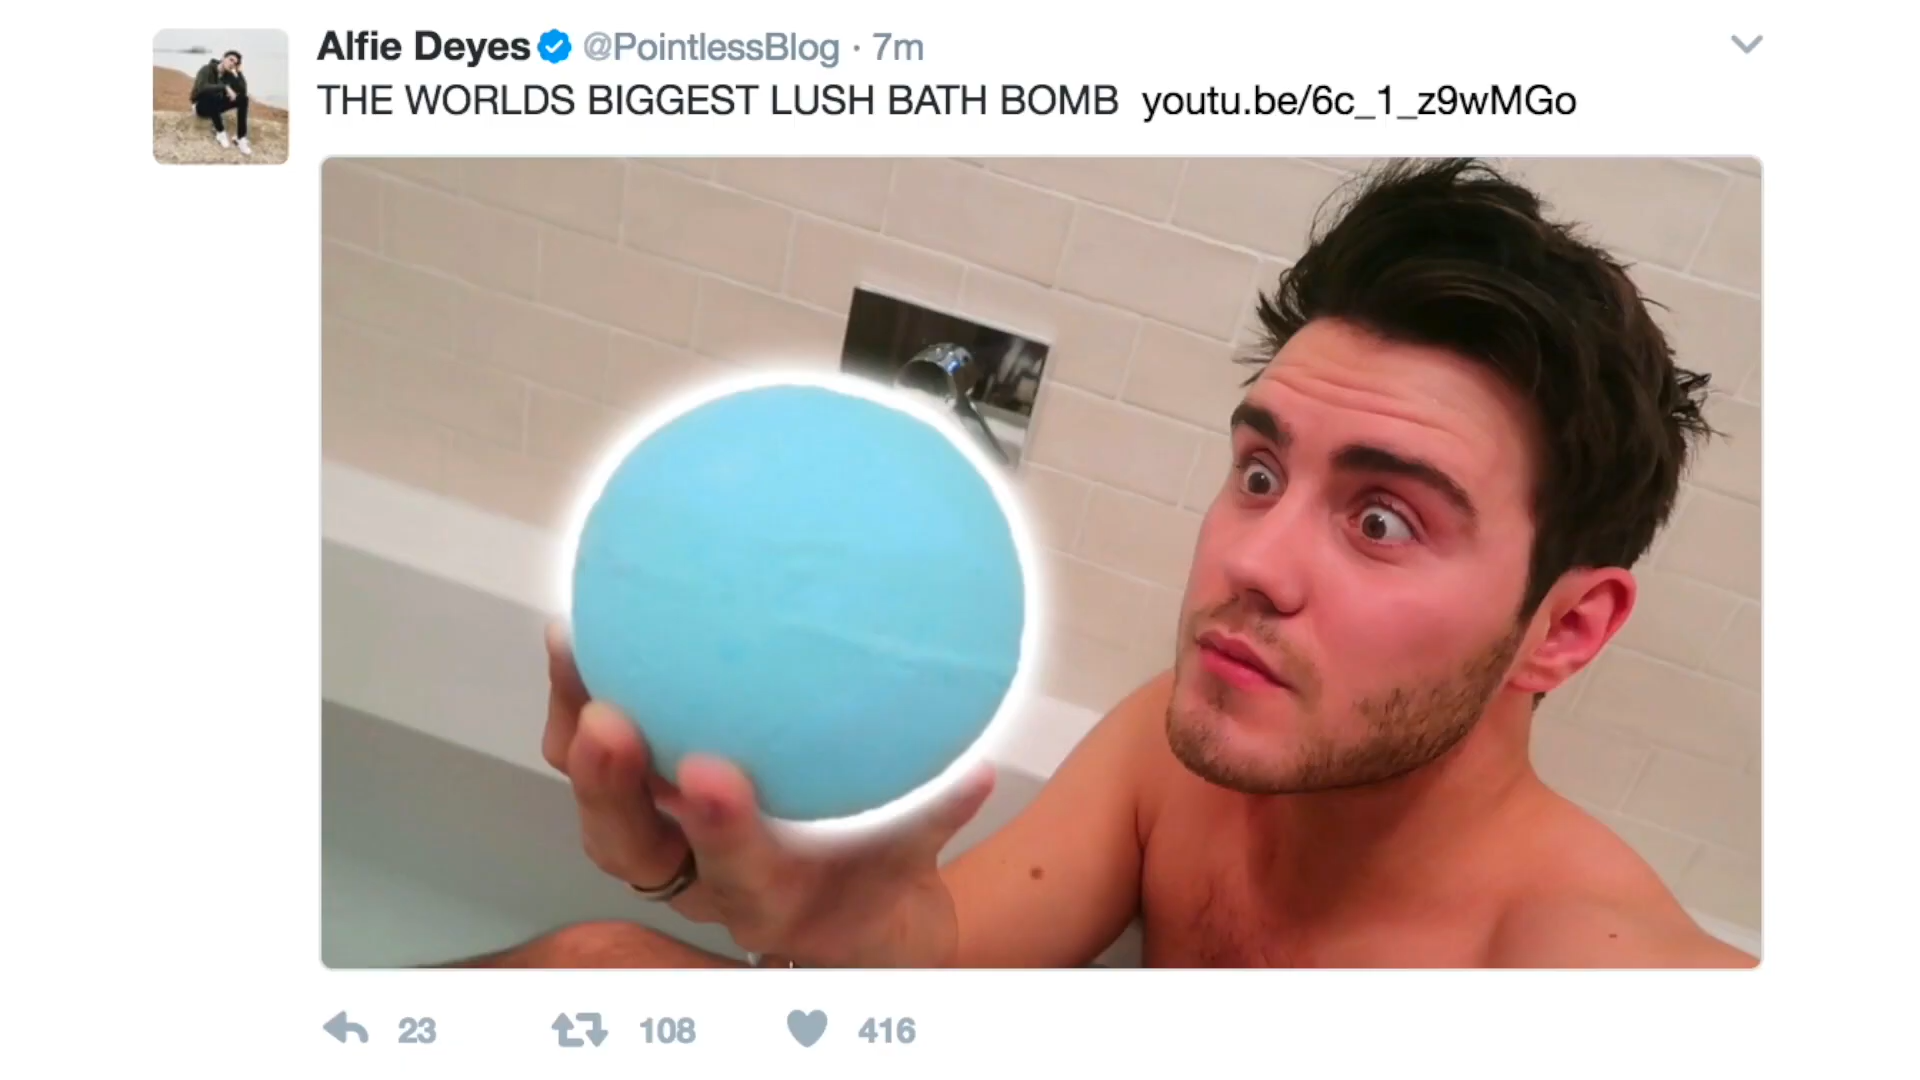 Alfie Deyes @PointlessBlog · 7m
THE WORLDS BIGGEST LUSH BATH BOMB youtu.be/6c_1_z9wMGo
23 108 416